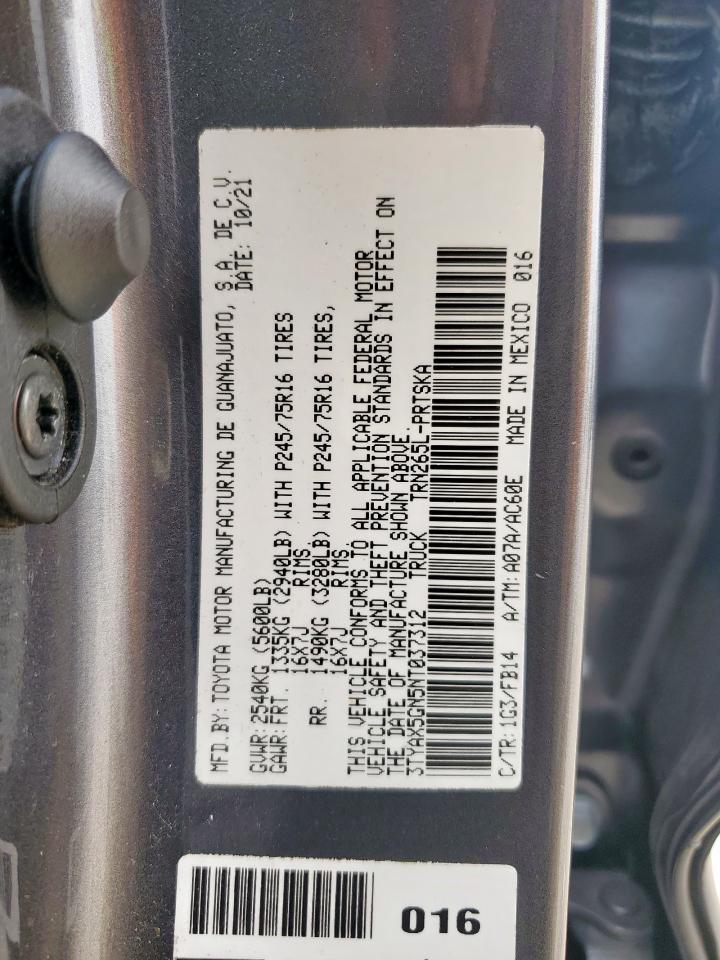 MFD.BY: TOYOTA MOTOR MANUFACTURING DE GUANAJUATO, S.A. DE C.V.
DATE: 10/21
GVWR: 2540KG (5600LB)
GAWR: FRT. 1335KG (2940LB) WITH P245/75R16 TIRES
16X7J RIMS
RR. 1490KG (3280LB) WITH P245/75R16 TIRES,
16X7J RIMS.
THIS VEHICLE CONFORMS TO ALL APPLICABLE FEDERAL MOTOR
VEHICLE SAFETY AND THEFT PREVENTION STANDARDS IN EFFECT ON
THE DATE OF MANUFACTURE SHOWN ABOVE.
3TYAX5GN5NT037312 TRUCK TRN265L-PRTSKA
C/TR: 1G3/FB14 A/TM: A07A/AC60E MADE IN MEXICO 016
016